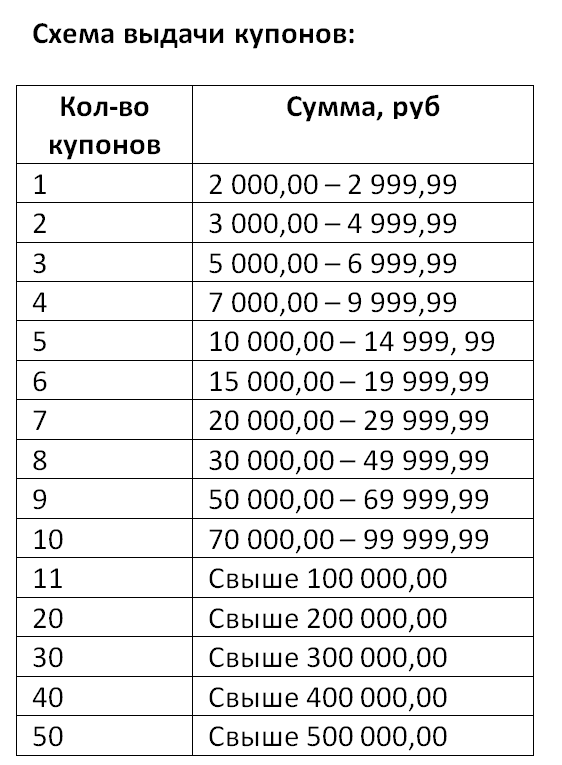 Схема выдачи купонов:
Кол-во купонов Сумма, руб
1 2 000,00 – 2 999,99
2 3 000,00 – 4 999,99
3 5 000,00 – 6 999,99
4 7 000,00 – 9 999,99
5 10 000,00 – 14 999, 99
6 15 000,00 – 19 999,99
7 20 000,00 – 29 999,99
8 30 000,00 – 49 999,99
9 50 000,00 – 69 999,99
10 70 000,00 – 99 999,99
11 Свыше 100 000,00
20 Свыше 200 000,00
30 Свыше 300 000,00
40 Свыше 400 000,00
50 Свыше 500 000,00